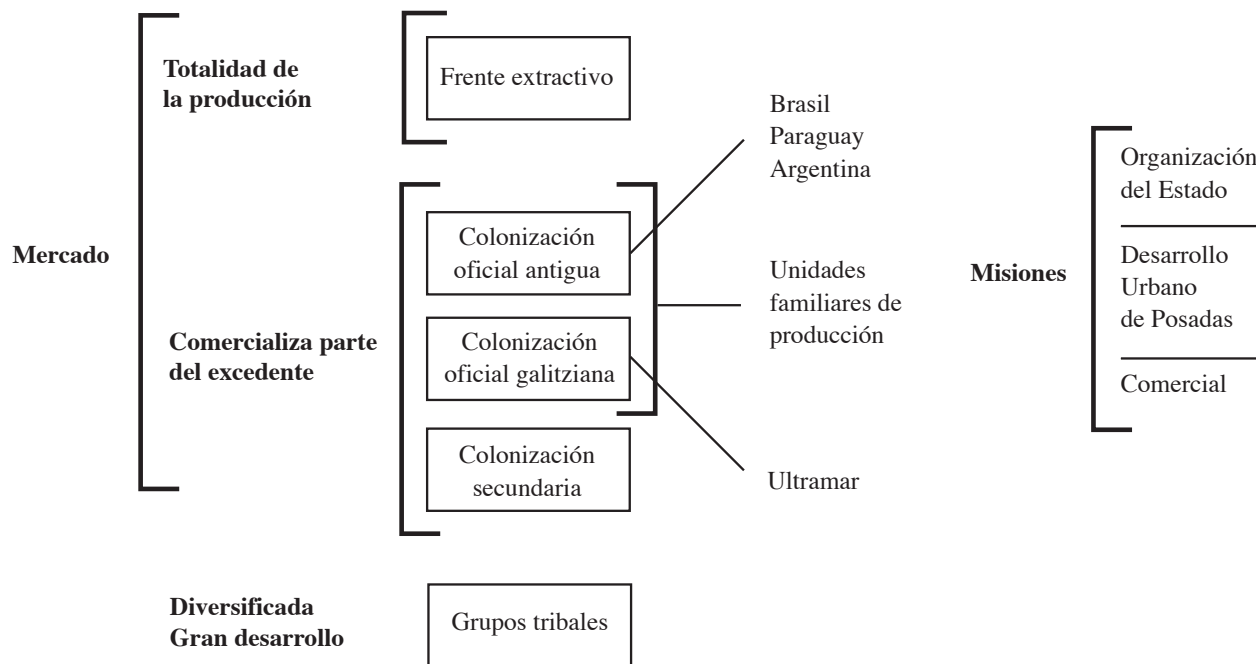 Mercado
Totalidad de
la producción
Frente extractivo
Comercializa parte
del excedente
Colonización
oficial antigua
Colonización
oficial galitziana
Colonización
secundaria
Brasil
Paraguay
Argentina
Unidades
familiares de
producción
Ultramar
Diversificada
Gran desarrollo
Grupos tribales
Misiones
Organización
del Estado
Desarrollo
Urbano
de Posadas
Comercial